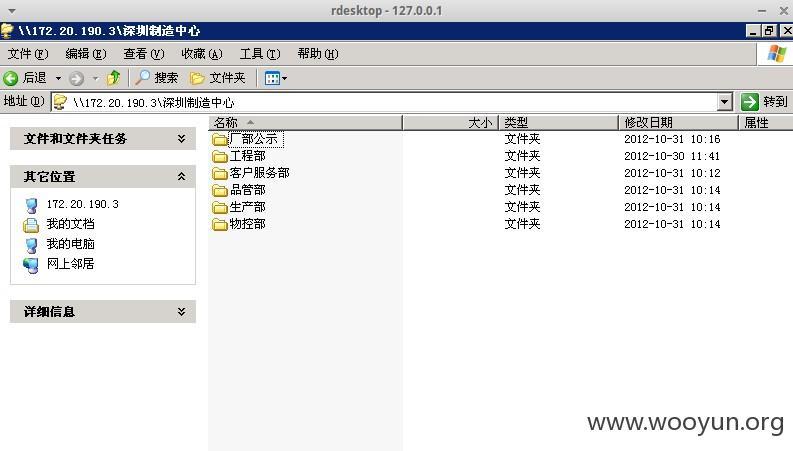 rdesktop - 127.0.0.1
\\172.20.190.3\深圳制造中心
文件(F) 编辑(E) 查看(V) 收藏(A) 工具(T) 帮助(H)
后退 搜索 文件夹
地址(D) \\172.20.190.3\深圳制造中心 转到
名称 大小 类型 修改日期 属性
文件和文件夹任务
其它位置
172.20.190.3
我的文档
我的电脑
网上邻居
详细信息
厂部公示 文件夹 2012-10-31 10:16
工程部 文件夹 2012-10-30 11:41
客户服务部 文件夹 2012-10-31 10:12
品管部 文件夹 2012-10-31 10:14
生产部 文件夹 2012-10-31 10:14
物控部 文件夹 2012-10-31 10:14
www.wooyun.org